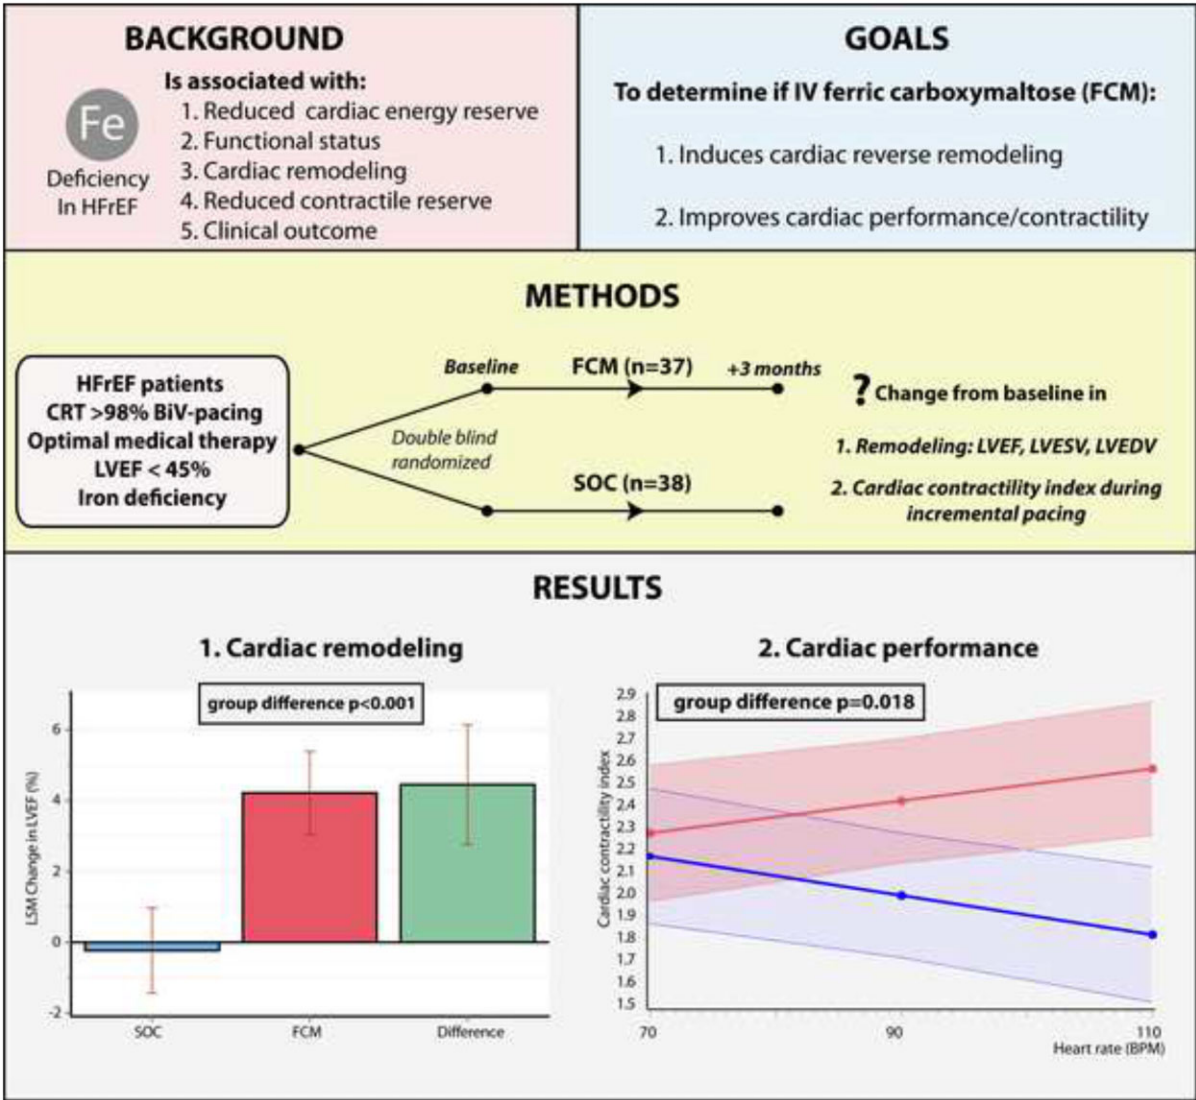 BACKGROUND
Fe
Deficiency
In HFrEF
Is associated with:
1. Reduced cardiac energy reserve
2. Functional status
3. Cardiac remodeling
4. Reduced contractile reserve
5. Clinical outcome
GOALS
To determine if IV ferric carboxymaltose (FCM):
1. Induces cardiac reverse remodeling
2. Improves cardiac performance/contractility
METHODS
HFrEF patients
CRT >98% BiV-pacing
Optimal medical therapy
LVEF < 45%
Iron deficiency
Double blind
randomized
Baseline
FCM (n=37)
+3 months
SOC (n=38)
? Change from baseline in
1. Remodeling: LVEF, LVESV, LVEDV
2. Cardiac contractility index during
incremental pacing
RESULTS
1. Cardiac remodeling
group difference p<0.001
LSM Change in LVEF (%)
6
4
2
0
-2
SOC
FCM
Difference
2. Cardiac performance
group difference p=0.018
Cardiac contractility index
2.9
2.8
2.7
2.6
2.5
2.4
2.3
2.2
2.1
2.0
1.9
1.8
1.7
1.6
1.5
70
90
110
Heart rate (BPM)